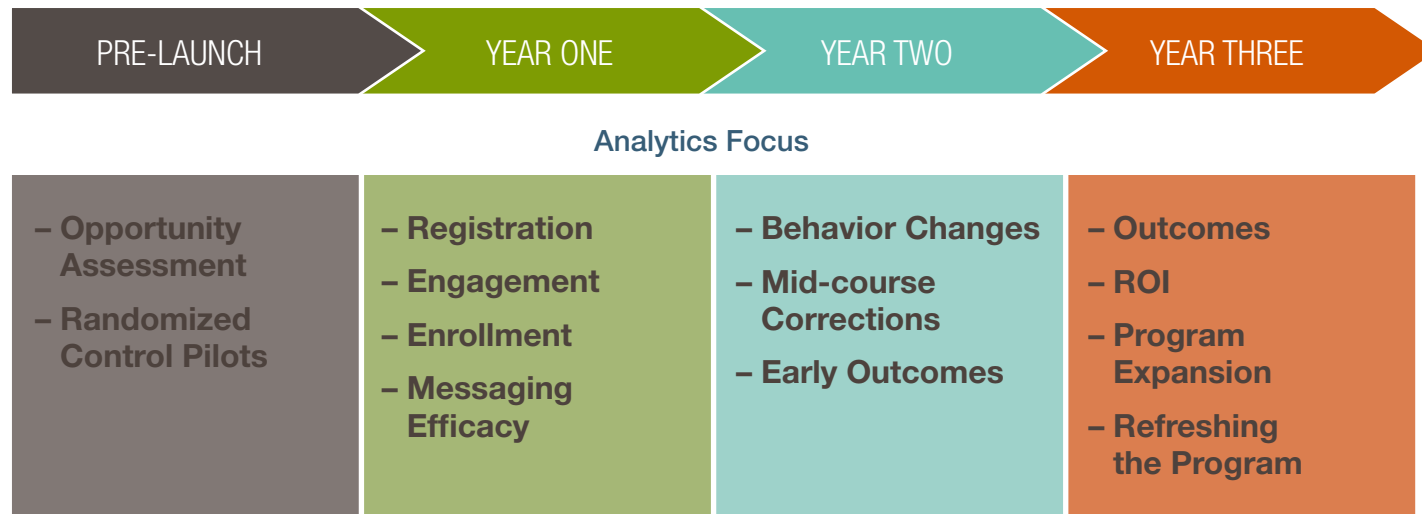 PRE-LAUNCH
YEAR ONE
YEAR TWO
YEAR THREE
Analytics Focus
– Opportunity
Assessment
– Randomized
Control Pilots
– Registration
– Engagement
– Enrollment
– Messaging
Efficacy
– Behavior Changes
– Mid-course
Corrections
– Early Outcomes
– Outcomes
– ROI
– Program
Expansion
– Refreshing
the Program